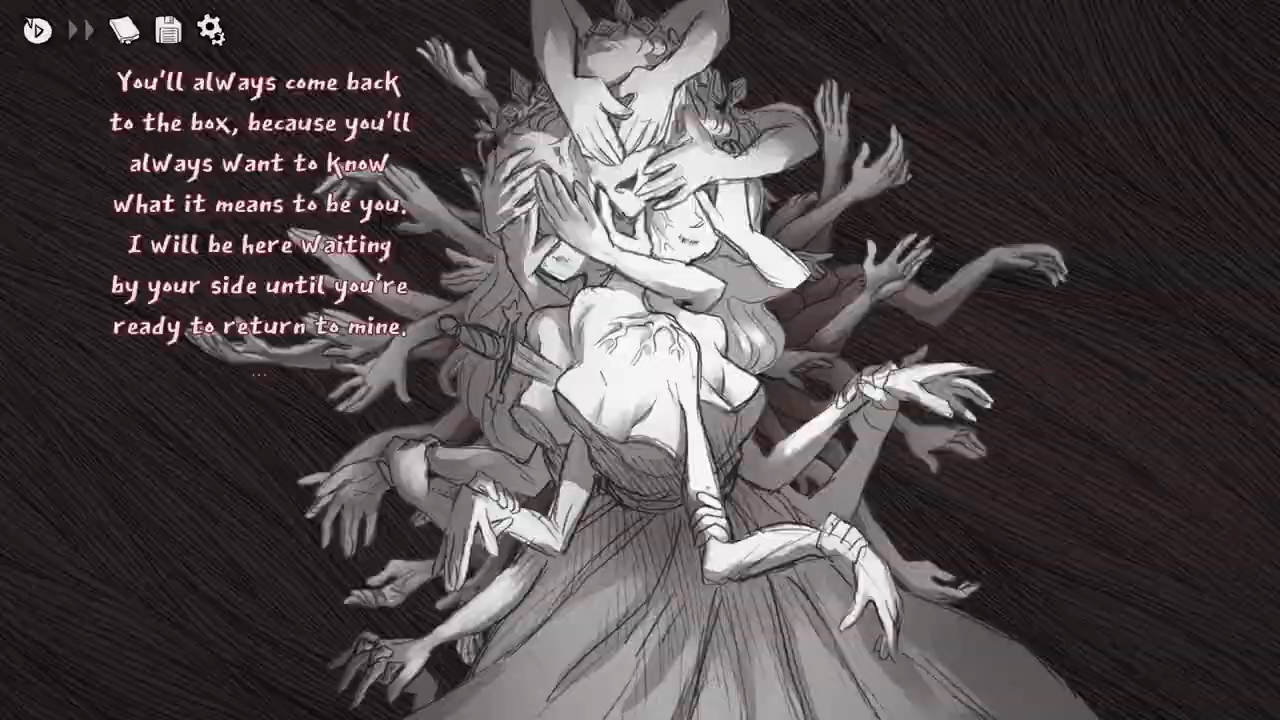 You'll always come back
to the box, because you'll
always want to know
what it means to be you.
I will be here waiting
by your side until you're
ready to return to mine.
...